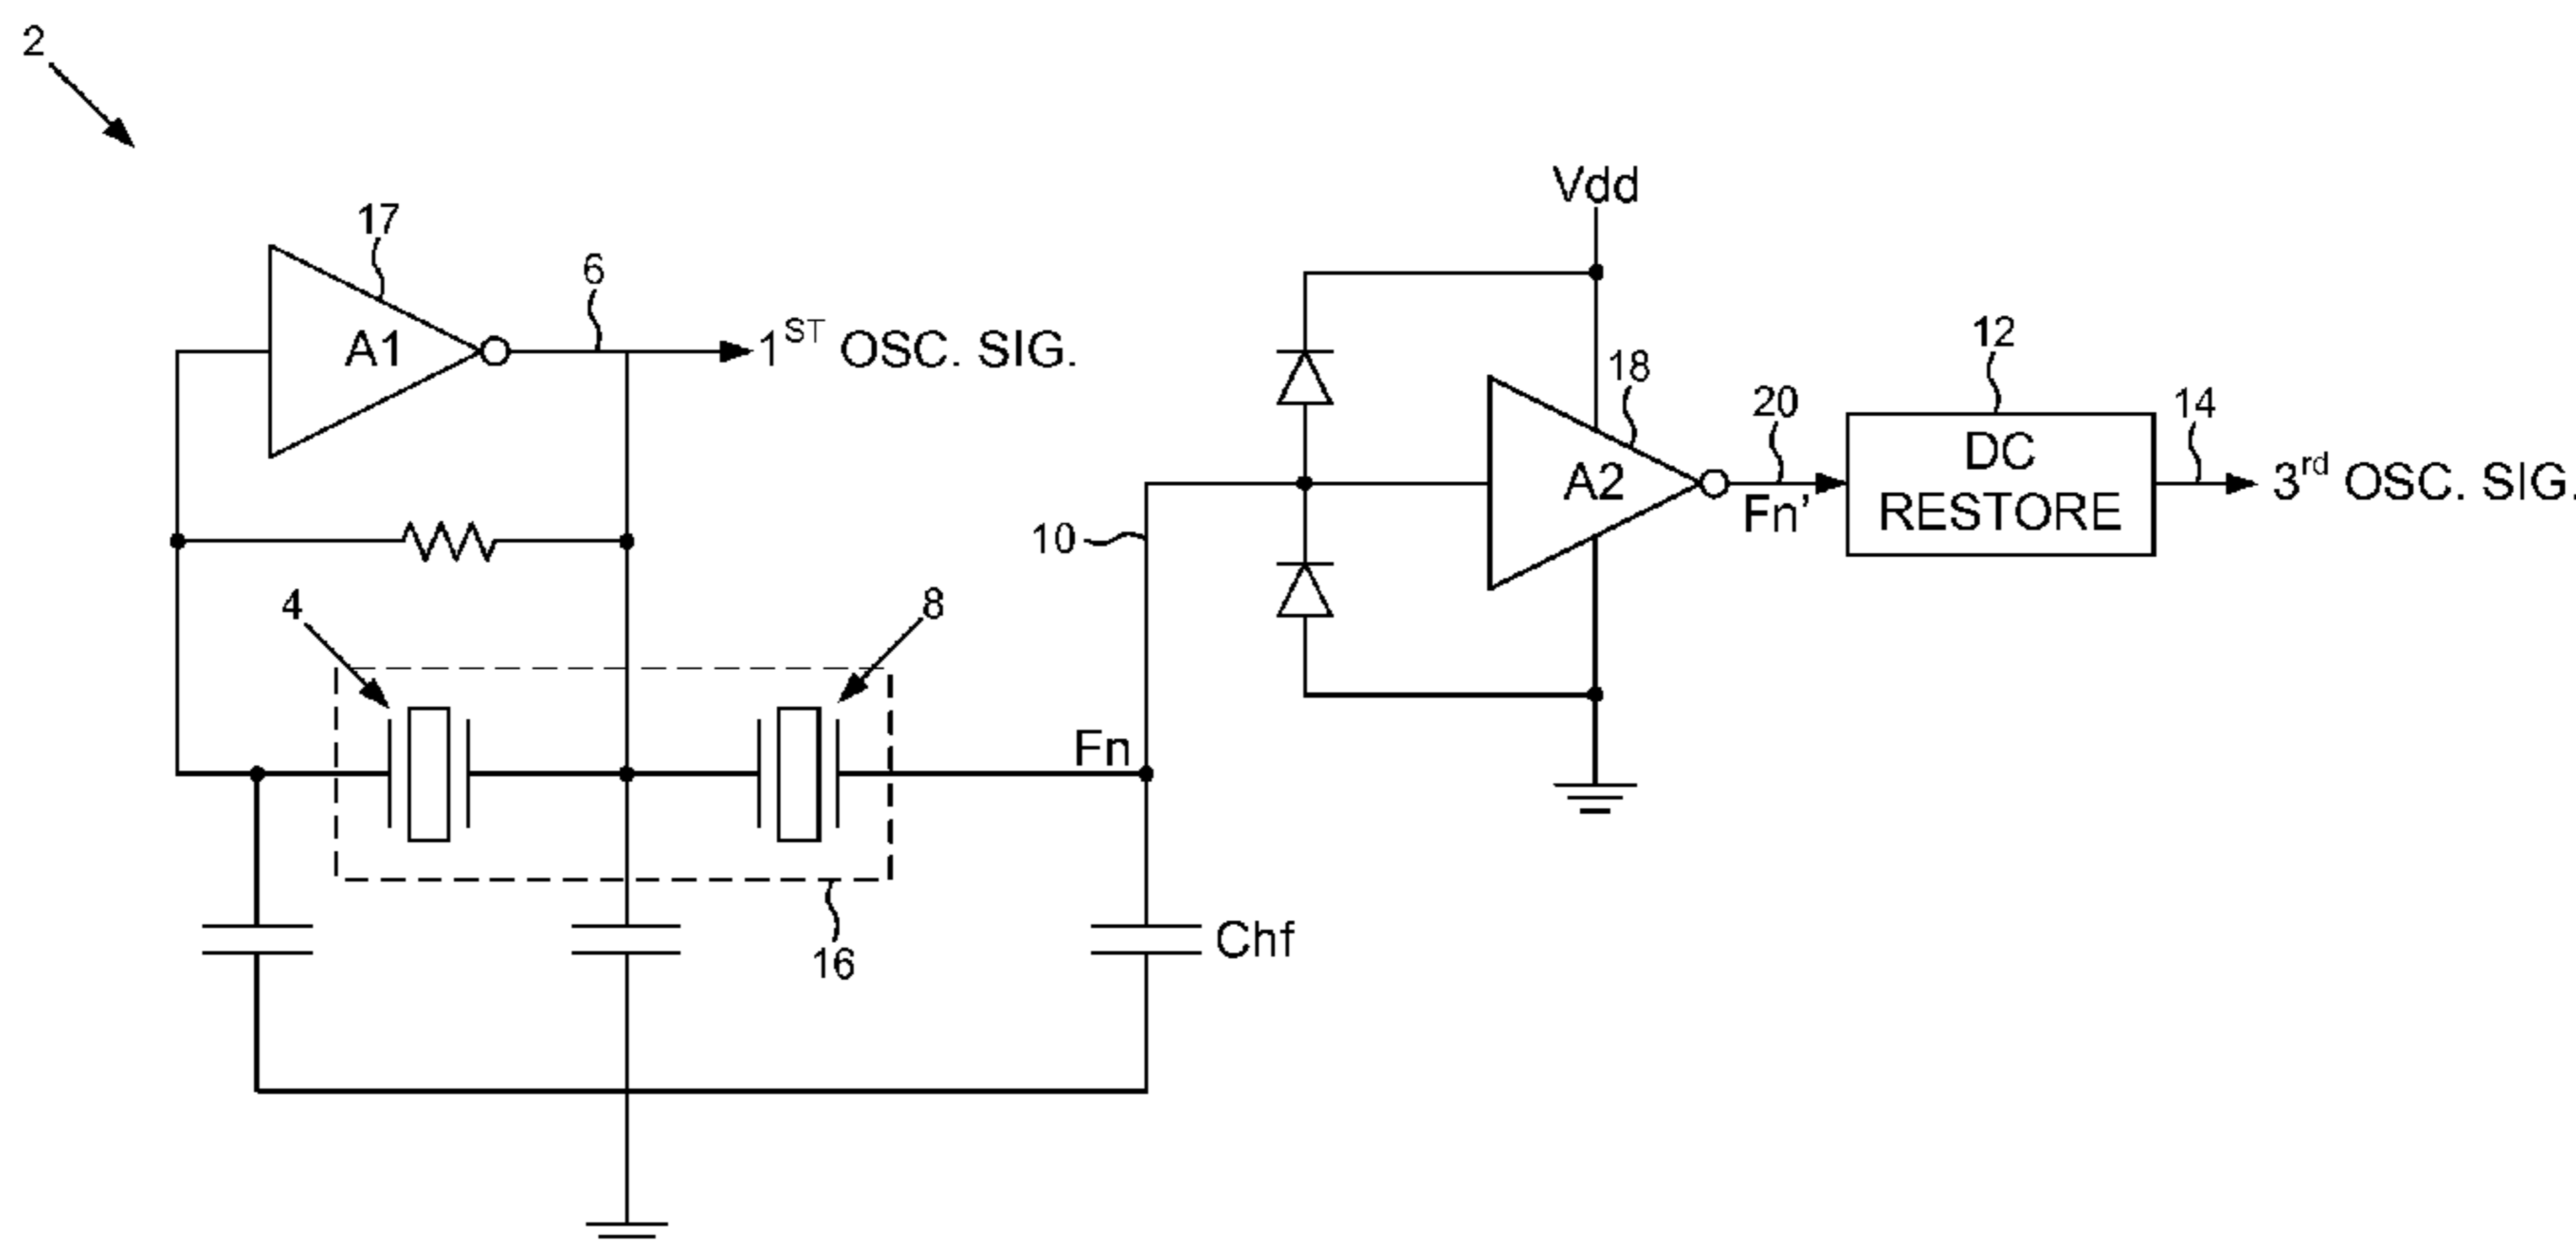 2
Vdd
17
6
A1
1ST OSC. SIG.
18
A2
12
20
Fn’
DC
RESTORE
14
3rd OSC. SIG.
10
4
8
Fn
16
Chf